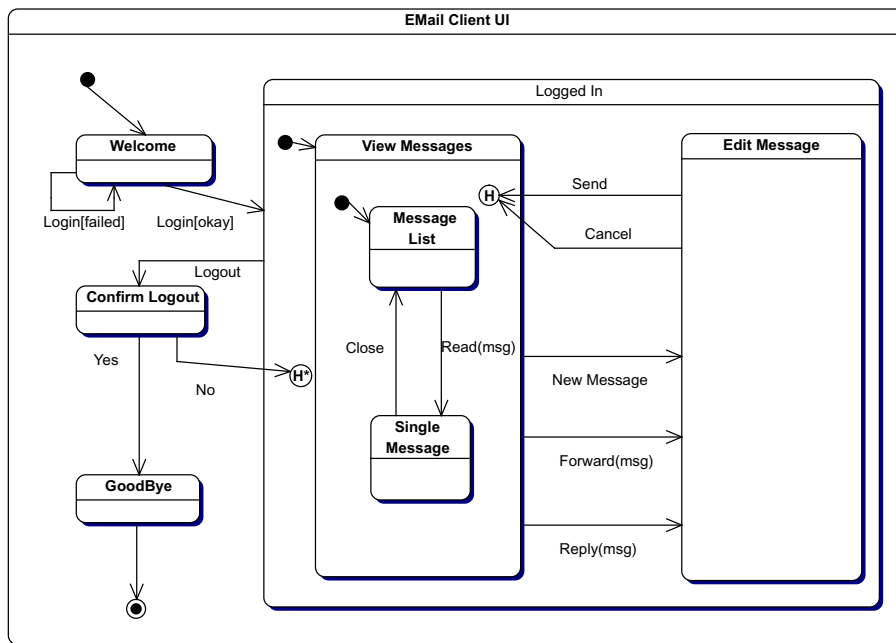 EMail Client UI
Logged In
Welcome
View Messages
Edit Message
Send
H
Login[failed]
Login[okay]
Message
List
Cancel
Logout
Confirm Logout
Close
Read(msg)
Yes
H*
No
New Message
Single
Message
Forward(msg)
GoodBye
Reply(msg)